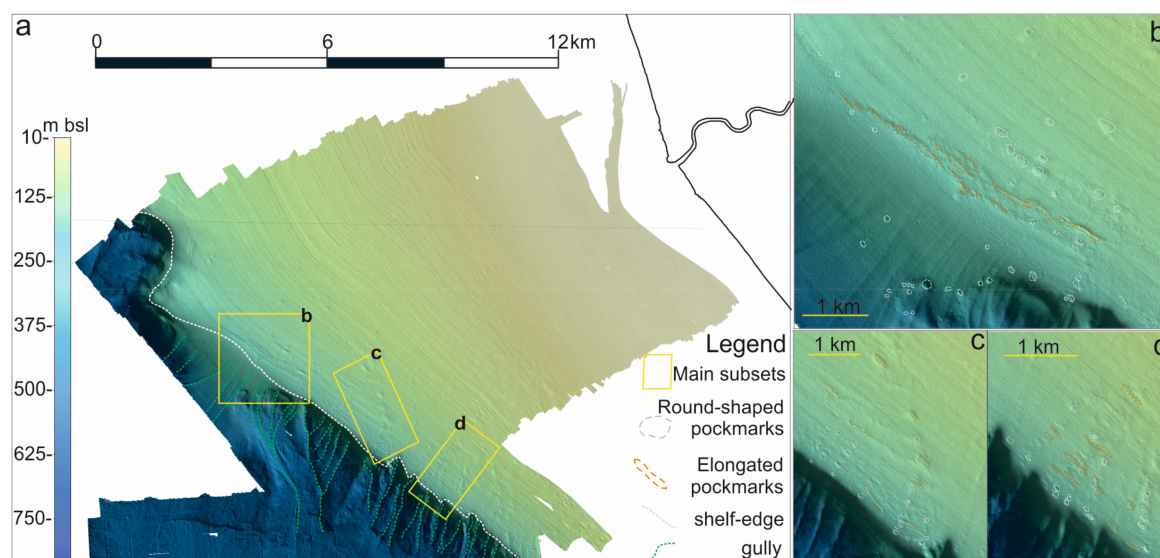 a
0
6
12km
10-
m bsl
125-
250-
375-
500-
625-
750-
b
c
d
Legend
Main subsets
Round-shaped
pockmarks
Elongated
pockmarks
shelf-edge
gully
b
1 km
c
1 km
1 km